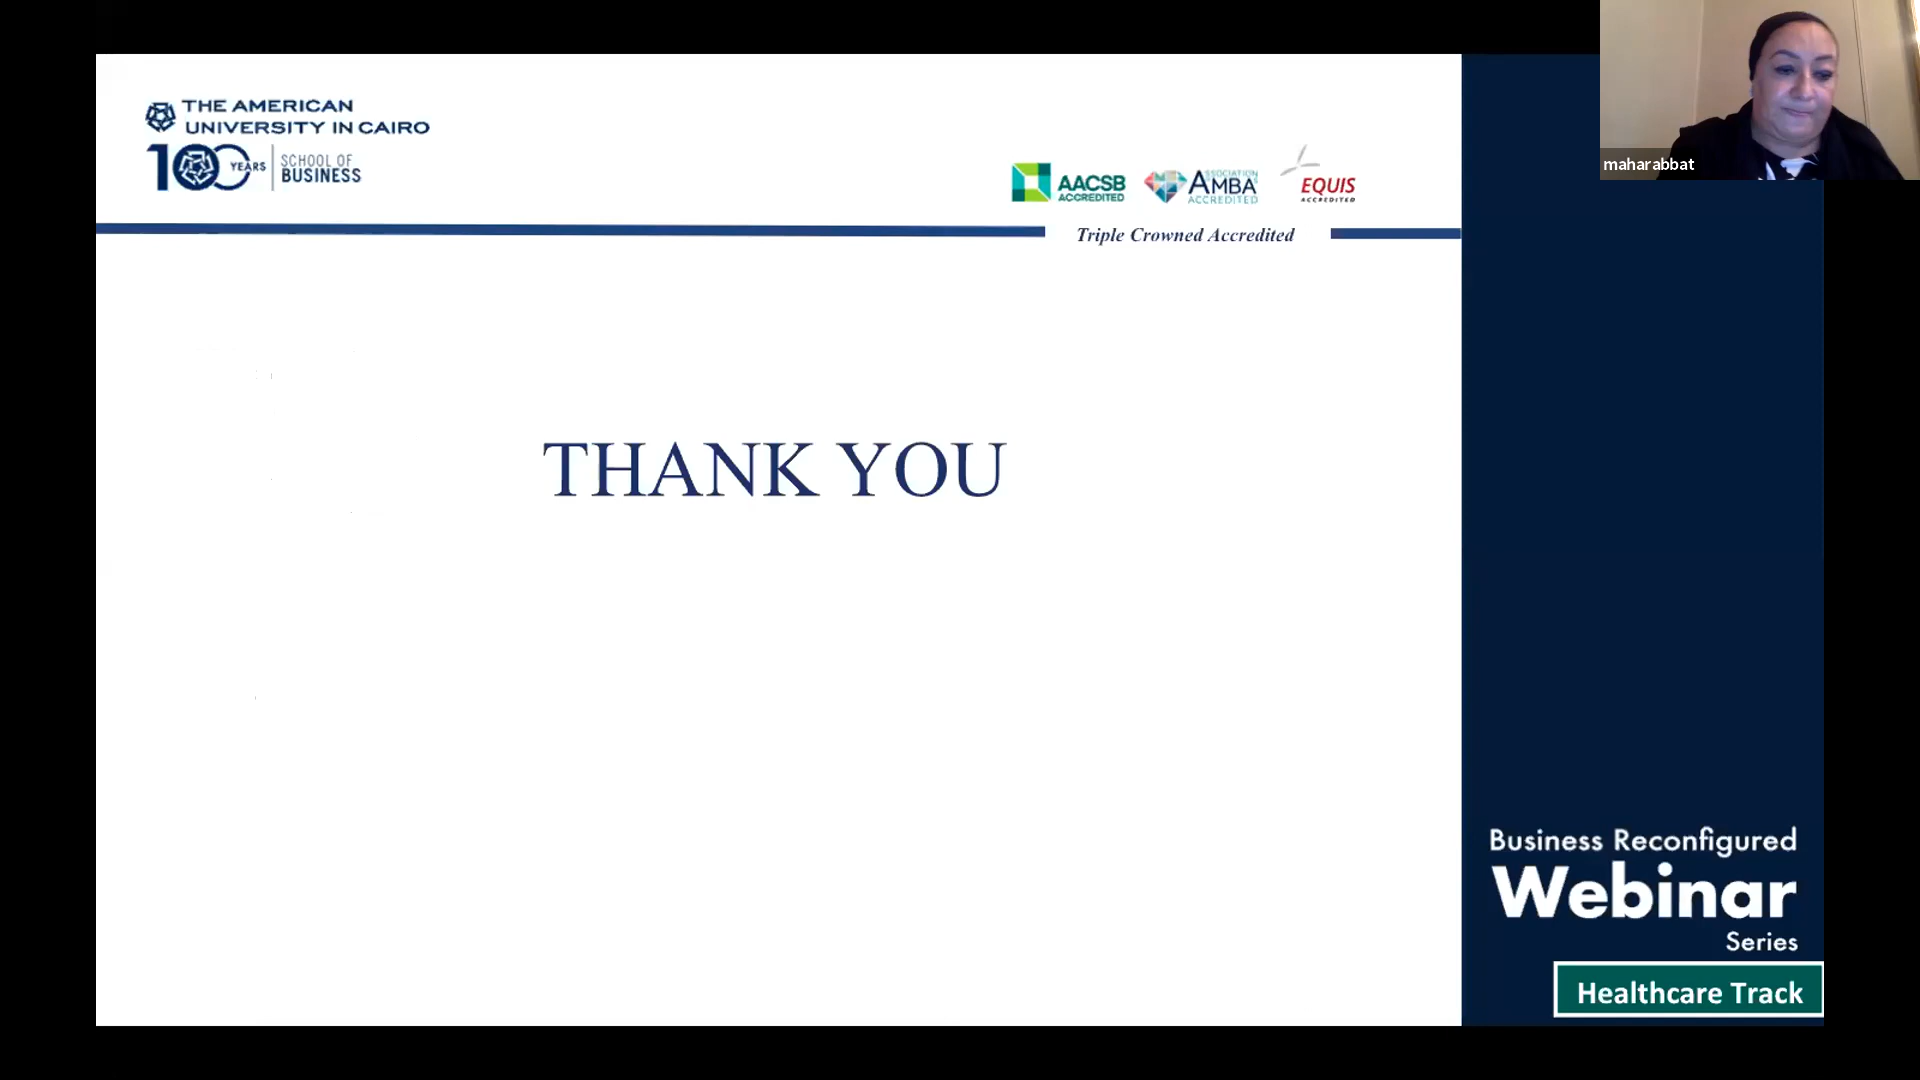 THE AMERICAN
UNIVERSITY IN CAIRO
100 YEARS
SCHOOL OF
BUSINESS
AACSB
ACCREDITED
ASSOCIATION
AMBA
ACCREDITED
EQUIS
ACCREDITED
Triple Crowned Accredited
maharabbat
THANK YOU
Business Reconfigured
Webinar
Series
Healthcare Track